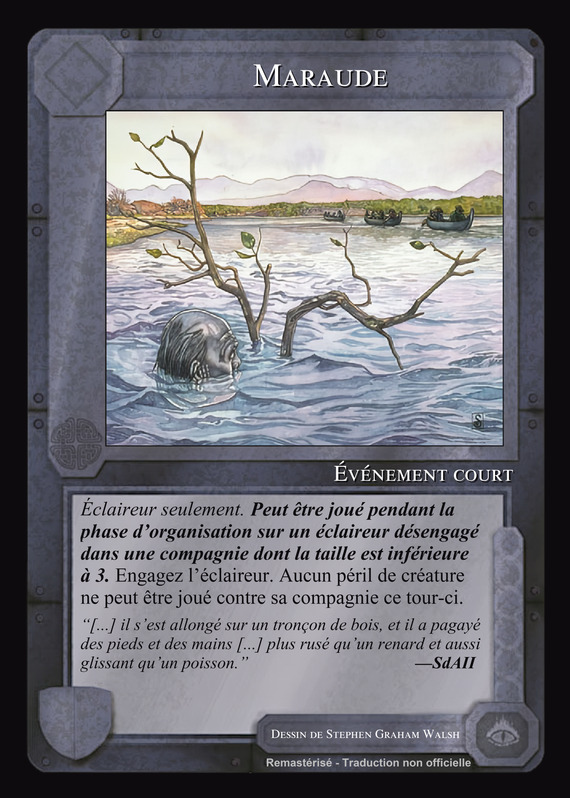 Maraude
Événement court
Éclaireur seulement. Peut être joué pendant la
phase d'organisation sur un éclaireur désengagé
dans une compagnie dont la taille est inférieure
à 3. Engagez l'éclaireur. Aucun péril de créature
ne peut être joué contre sa compagnie ce tour-ci.
“[...] il s'est allongé sur un tronçon de bois, et il a pagayé
des pieds et des mains [...] plus rusé qu'un renard et aussi
glissant qu'un poisson.” —SdAII
Dessin de Stephen Graham Walsh
Remastérisé - Traduction non officielle